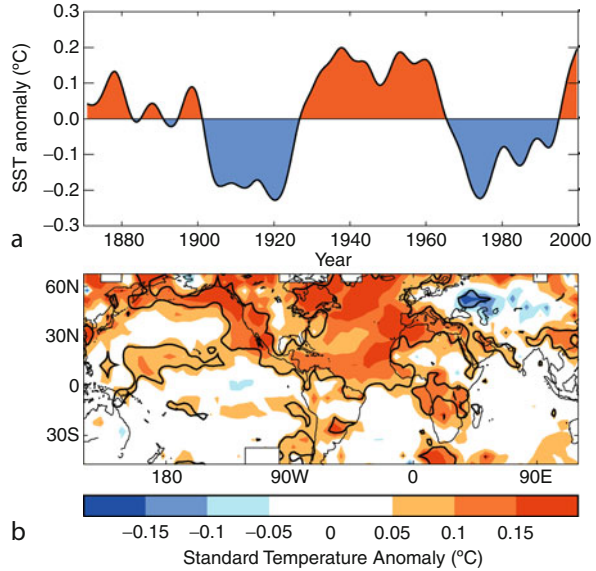 0.3
0.2
0.1
0.0
−0.1
−0.2
−0.3
SST anomaly (ºC)
1880 1900 1920 1940 1960 1980 2000
Year
a
60N
30N
0
30S
180 90W 0 90E
−0.15 −0.1 −0.05 0 0.05 0.1 0.15
b
Standard Temperature Anomaly (ºC)